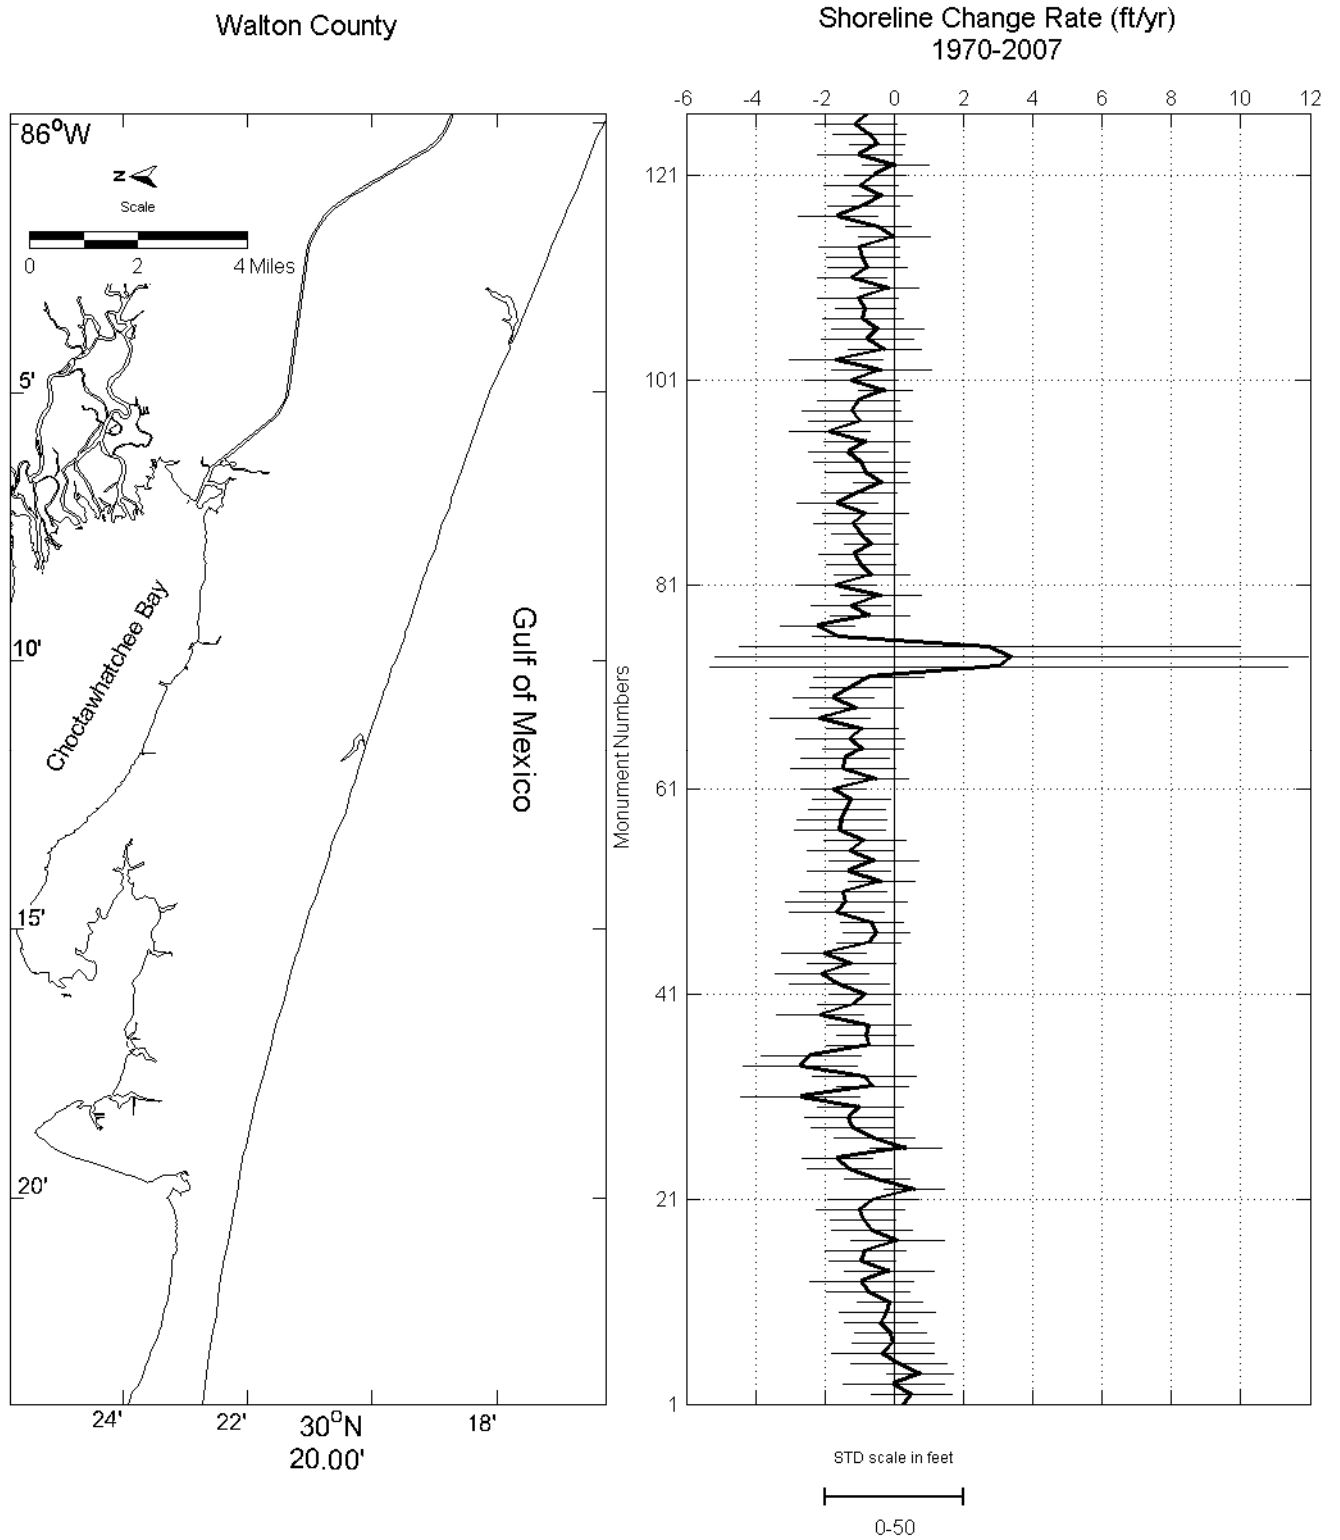 Walton County
86°W
N
Scale
0 2 4 Miles
5'
10'
15'
20'
Choctawhatchee Bay
Gulf of Mexico
24' 22' 30°N 18'
20.00'
Shoreline Change Rate (ft/yr)
1970-2007
-6 -4 -2 0 2 4 6 8 10 12
121
101
81
61
41
21
1
Monument Numbers
STD scale in feet
0-50